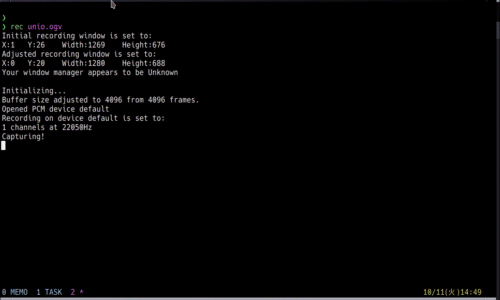 ❯
❯ rec unio.ogv
Initial recording window is set to:
X:1   Y:26    Width:1269    Height:676
Adjusted recording window is set to:
X:0   Y:20    Width:1280    Height:688
Your window manager appears to be Unknown
Initializing...
Buffer size adjusted to 4096 from 4096 frames.
Opened PCM device default
Recording on device default is set to:
1 channels at 22050Hz
Capturing!
0 MEMO  1 TASK  2 * 10/11(火)14:49